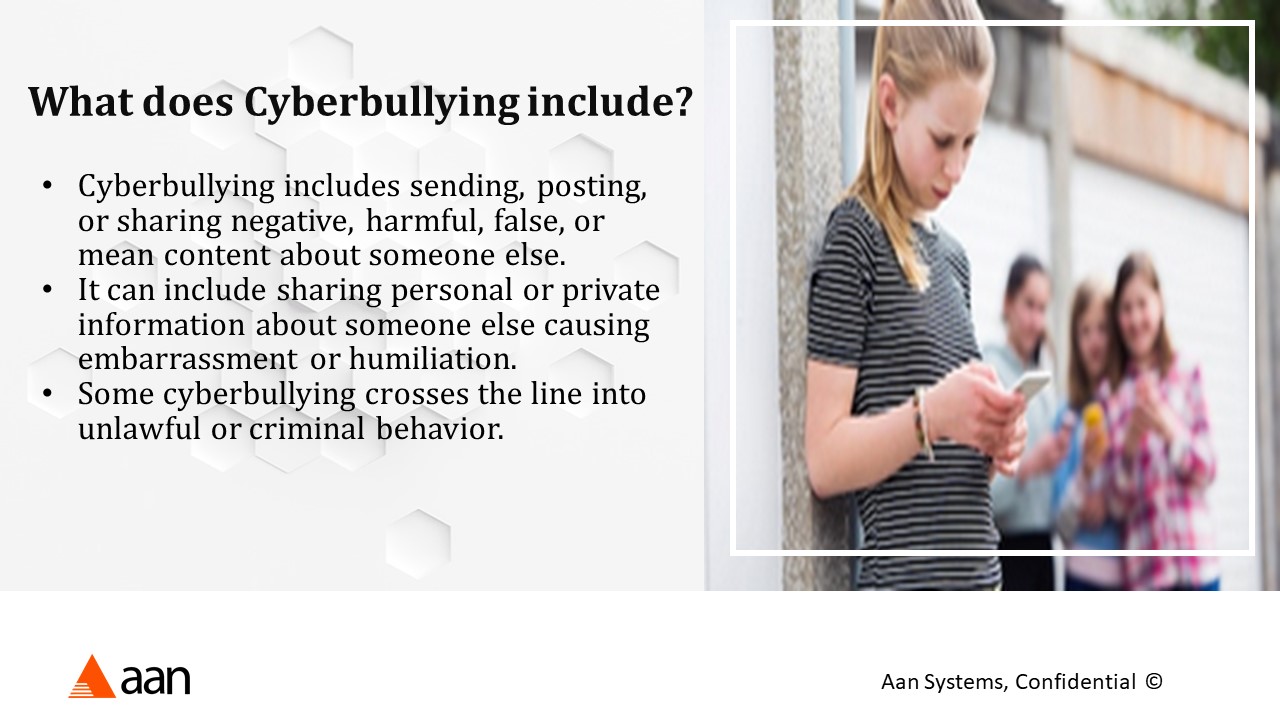 What does Cyberbullying include?
• Cyberbullying includes sending, posting,
or sharing negative, harmful, false, or
mean content about someone else.
• It can include sharing personal or private
information about someone else causing
embarrassment or humiliation.
• Some cyberbullying crosses the line into
unlawful or criminal behavior.
aan
Aan Systems, Confidential ©